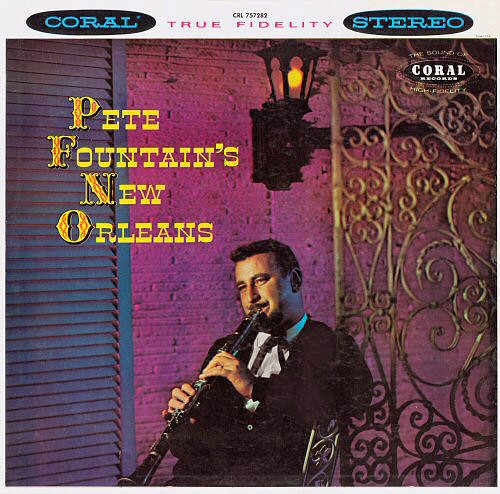 CRL 757282
CORAL TRUE FIDELITY STEREO
THE SOUND OF
CORAL
RECORDS
HIGH-FIDELITY
PETE
FOUNTAIN'S
NEW
ORLEANS